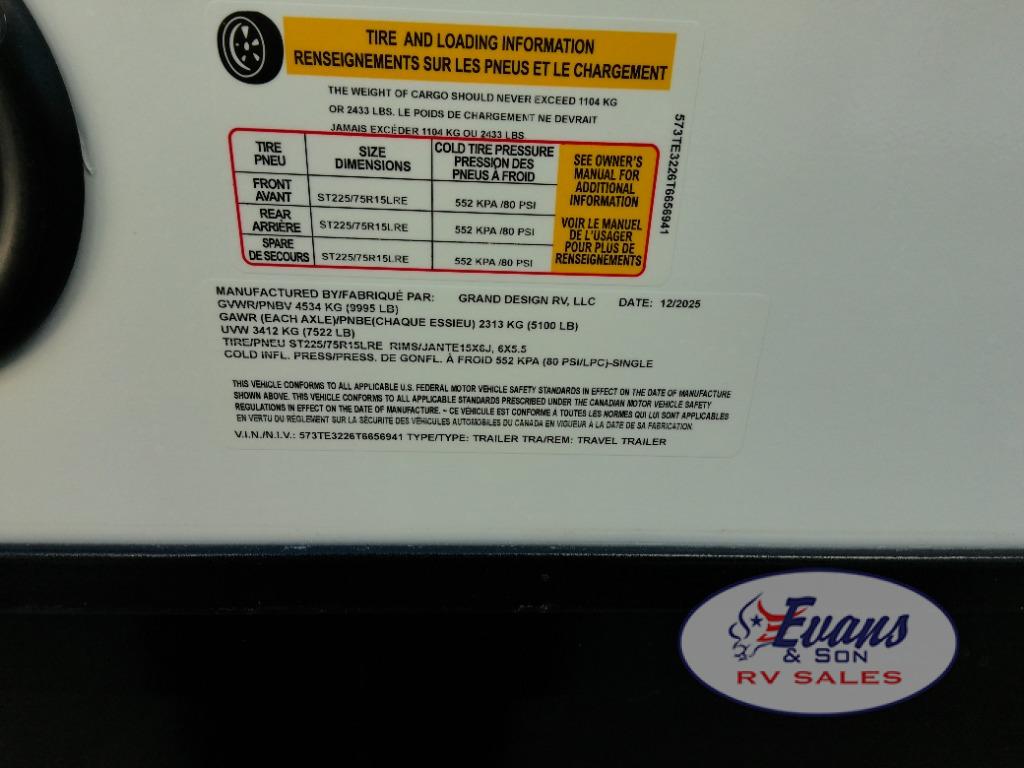 TIRE AND LOADING INFORMATION
RENSEIGNEMENTS SUR LES PNEUS ET LE CHARGEMENT
THE WEIGHT OF CARGO SHOULD NEVER EXCEED 1104 KG
OR 2433 LBS. LE POIDS DE CHARGEMENT NE DEVRAIT
JAMAIS EXCÉDER 1104 KG OU 2433 LBS
TIRE
PNEU
SIZE
DIMENSIONS
COLD TIRE PRESSURE
PRESSION DES
PNEUS À FROID
FRONT
AVANT
ST225/75R15LRE
552 KPA /80 PSI
REAR
ARRIÈRE
ST225/75R15LRE
552 KPA /80 PSI
SPARE
DE SECOURS
ST225/75R15LRE
552 KPA /80 PSI
SEE OWNER'S
MANUAL FOR
ADDITIONAL
INFORMATION
VOIR LE MANUEL
DE L'USAGER
POUR PLUS DE
RENSEIGNEMENTS
573TE3226T6656941
MANUFACTURED BY/FABRIQUÉ PAR: GRAND DESIGN RV, LLC DATE: 12/2025
GVWR/PNBV 4534 KG (9995 LB)
GAWR (EACH AXLE)/PNBE(CHAQUE ESSIEU) 2313 KG (5100 LB)
UVW 3412 KG (7522 LB)
TIRE/PNEU ST225/75R15LRE RIMS/JANTE15X6J, 6X5.5
COLD INFL. PRESS/PRESS. DE GONFL. À FROID 552 KPA (80 PSI/LPC)-SINGLE
THIS VEHICLE CONFORMS TO ALL APPLICABLE U.S. FEDERAL MOTOR VEHICLE SAFETY STANDARDS IN EFFECT ON THE DATE OF MANUFACTURE
SHOWN ABOVE. THIS VEHICLE CONFORMS TO ALL APPLICABLE STANDARDS PRESCRIBED UNDER THE CANADIAN MOTOR VEHICLE SAFETY
REGULATIONS IN EFFECT ON THE DATE OF MANUFACTURE. - CE VÉHICULE EST CONFORME À TOUTES LES NORMES QUI LUI SONT APPLICABLES
EN VERTU DU RÈGLEMENT SUR LA SÉCURITÉ DES VÉHICULES AUTOMOBILES DU CANADA EN VIGUEUR À LA DATE DE SA FABRICATION.
V.I.N./N.I.V.: 573TE3226T6656941 TYPE/TYPE: TRAILER TRA/REM: TRAVEL TRAILER
Evans
& SON
RV SALES